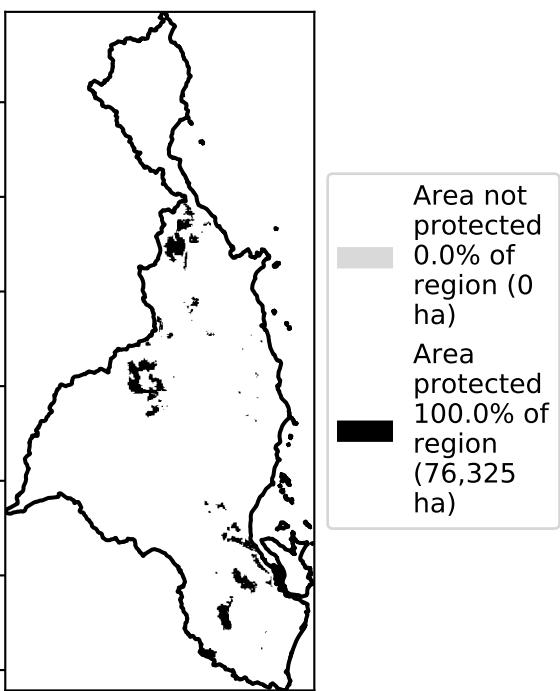 Area not
protected
0.0% of
region (0
ha)
Area
protected
100.0% of
region
(76,325
ha)